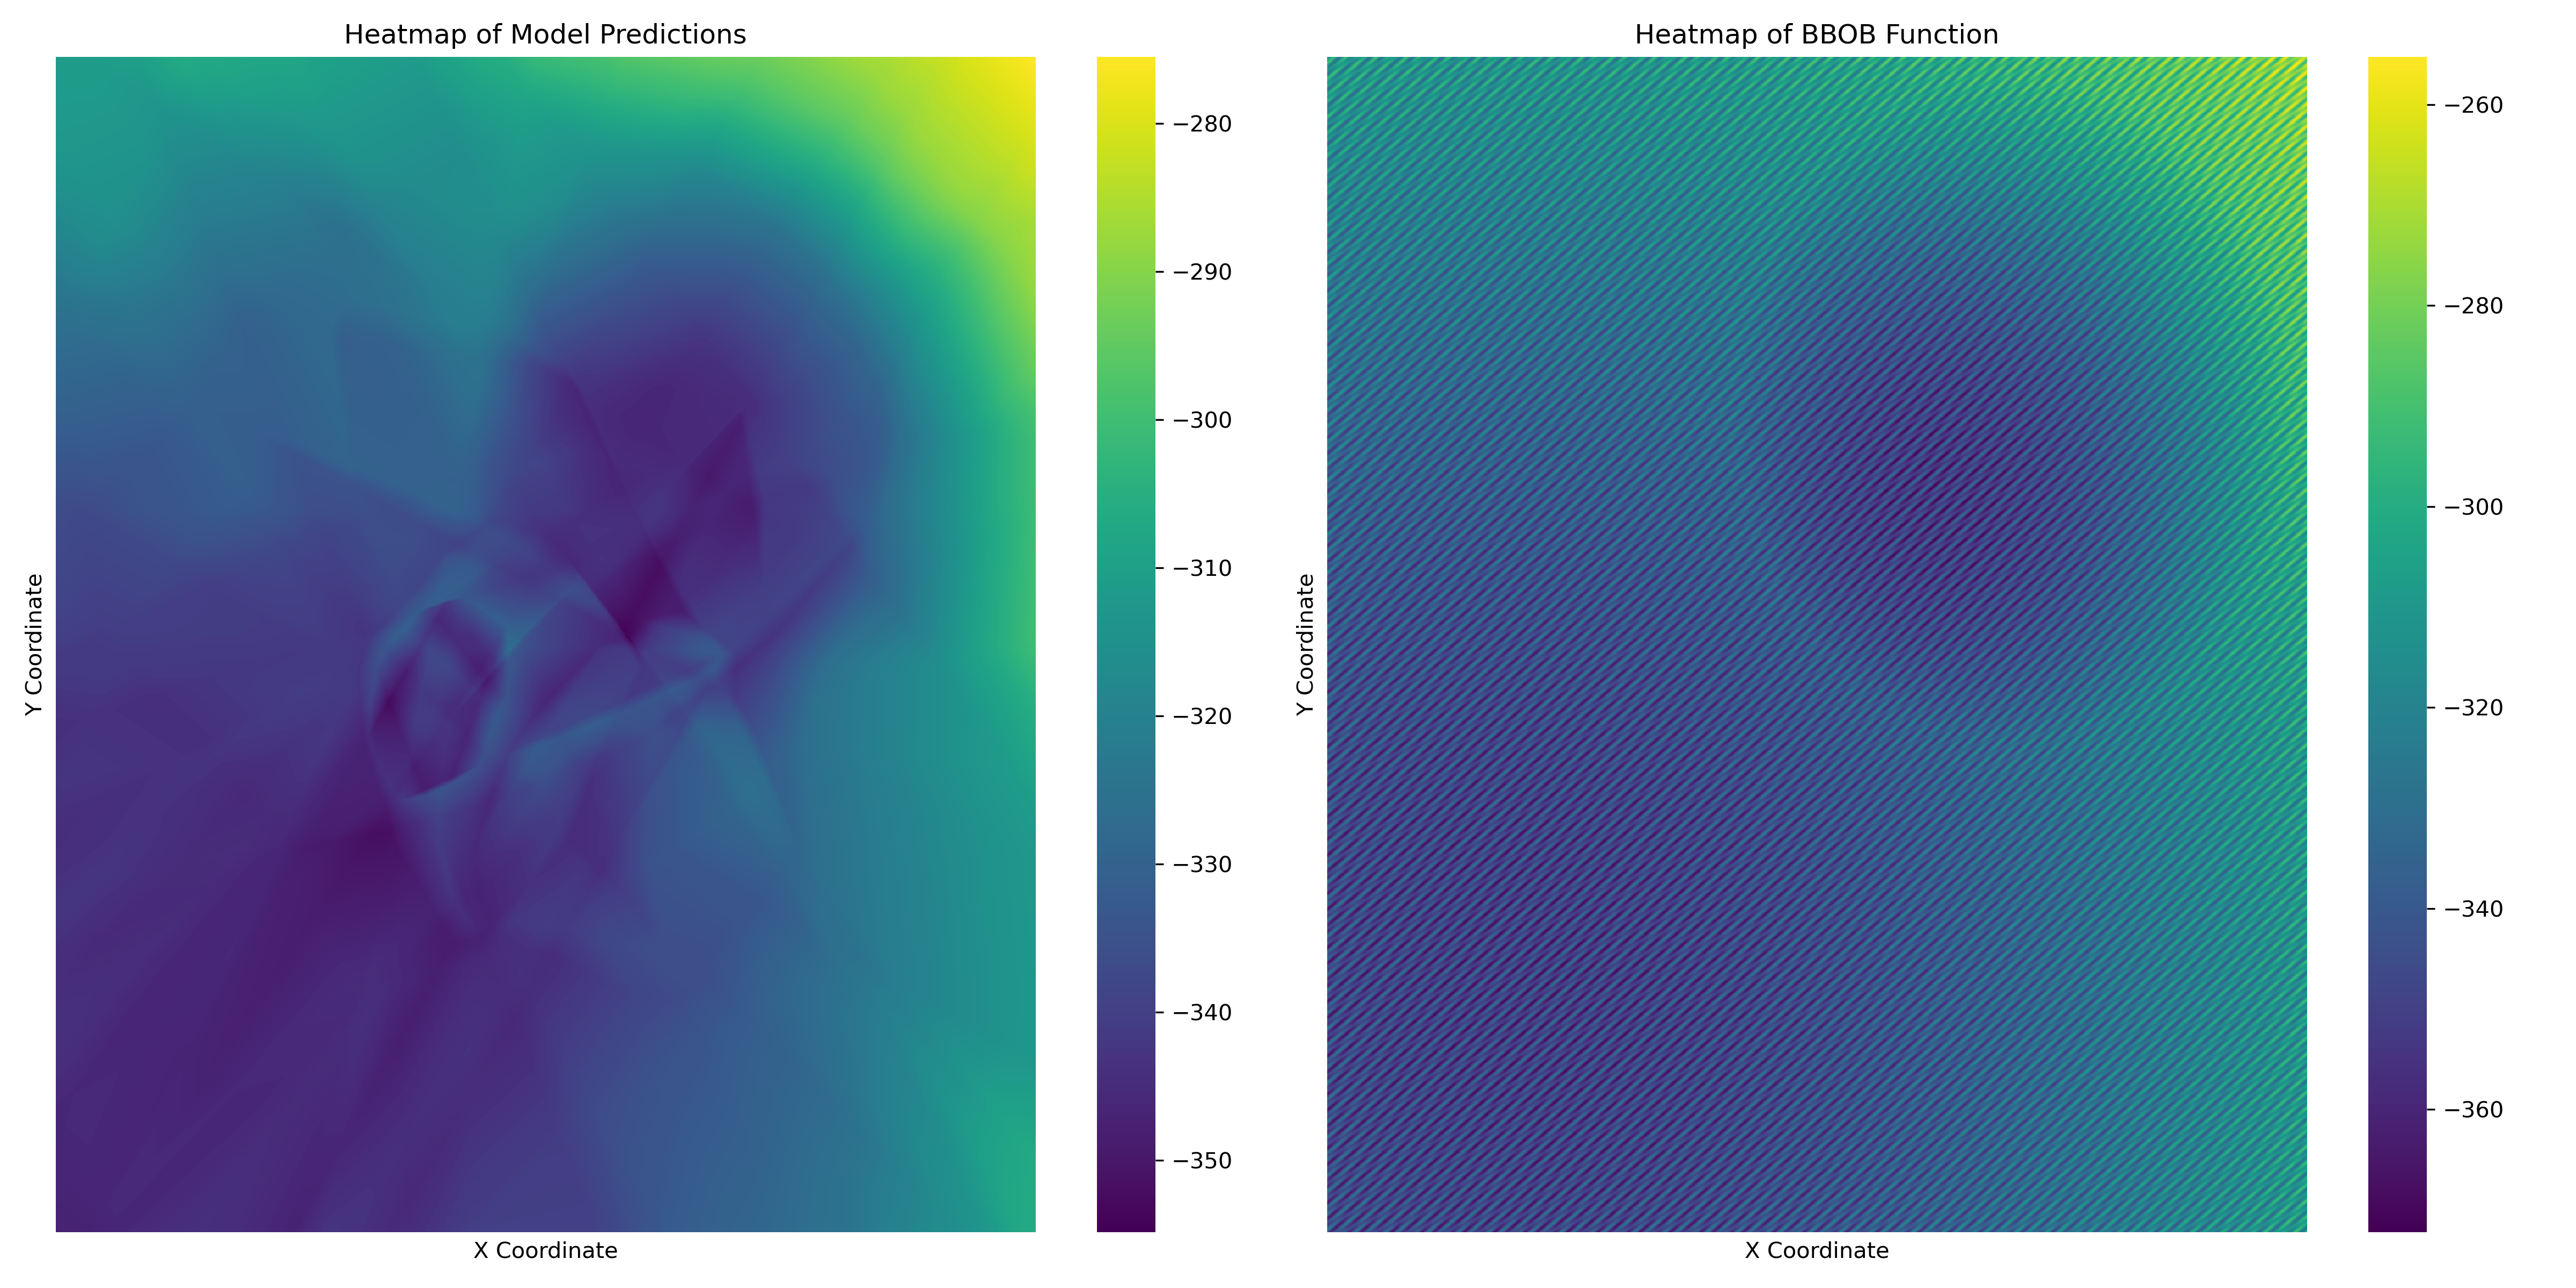 Heatmap of Model Predictions
Y Coordinate
X Coordinate
−280
−290
−300
−310
−320
−330
−340
−350
Heatmap of BBOB Function
Y Coordinate
X Coordinate
−260
−280
−300
−320
−340
−360